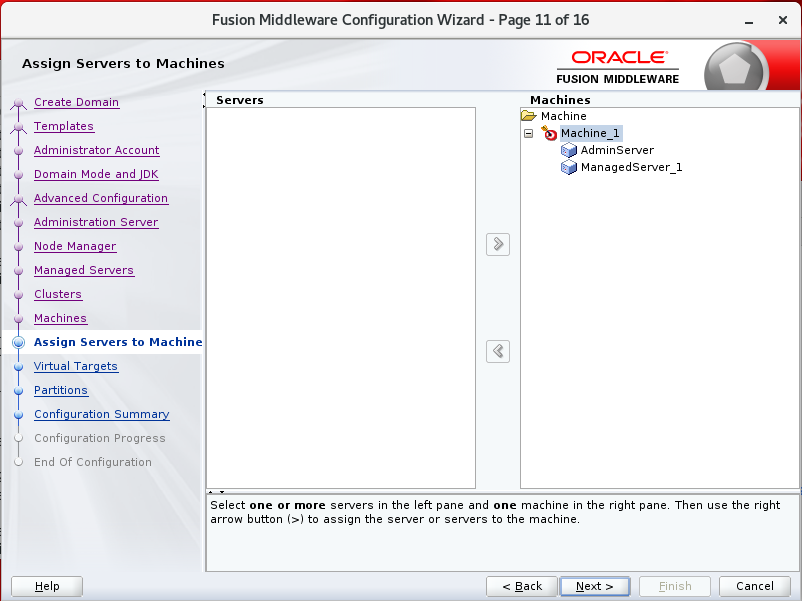 Fusion Middleware Configuration Wizard - Page 11 of 16
Assign Servers to Machines
ORACLE
FUSION MIDDLEWARE
Create Domain
Templates
Administrator Account
Domain Mode and JDK
Advanced Configuration
Administration Server
Node Manager
Managed Servers
Clusters
Machines
Assign Servers to Machine
Virtual Targets
Partitions
Configuration Summary
Configuration Progress
End Of Configuration
Servers
Machines
Machine
Machine_1
AdminServer
ManagedServer_1
Select one or more servers in the left pane and one machine in the right pane. Then use the right
arrow button (>) to assign the server or servers to the machine.
Help
< Back
Next >
Finish
Cancel